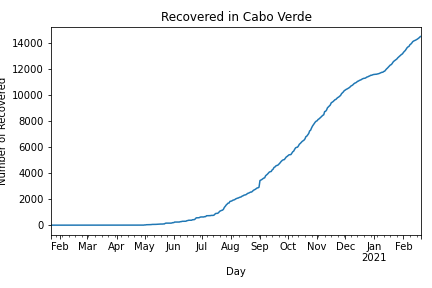 Recovered in Cabo Verde
Number of Recovered
14000
12000
10000
8000
6000
4000
2000
0
Feb Mar Apr May Jun Jul Aug Sep Oct Nov Dec Jan Feb
2021
Day